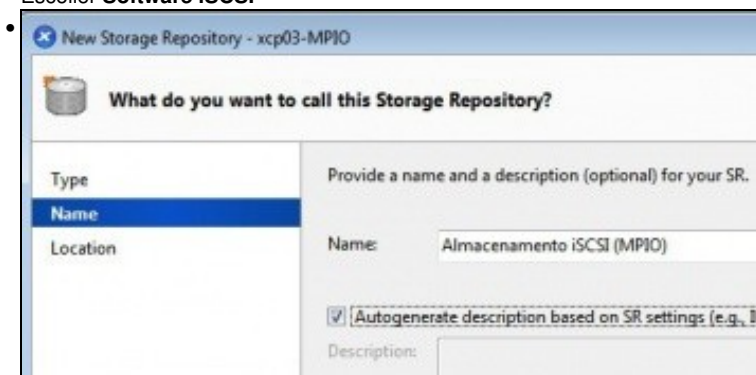 Escoller Software iSCSI
New Storage Repository - xcp03-MPIO
What do you want to call this Storage Repository?
Type
Provide a name and a description (optional) for your SR.
Name
Location
Name:
Almacenamento iSCSI (MPIO)
Autogenerate description based on SR settings (e.g., I
Description: